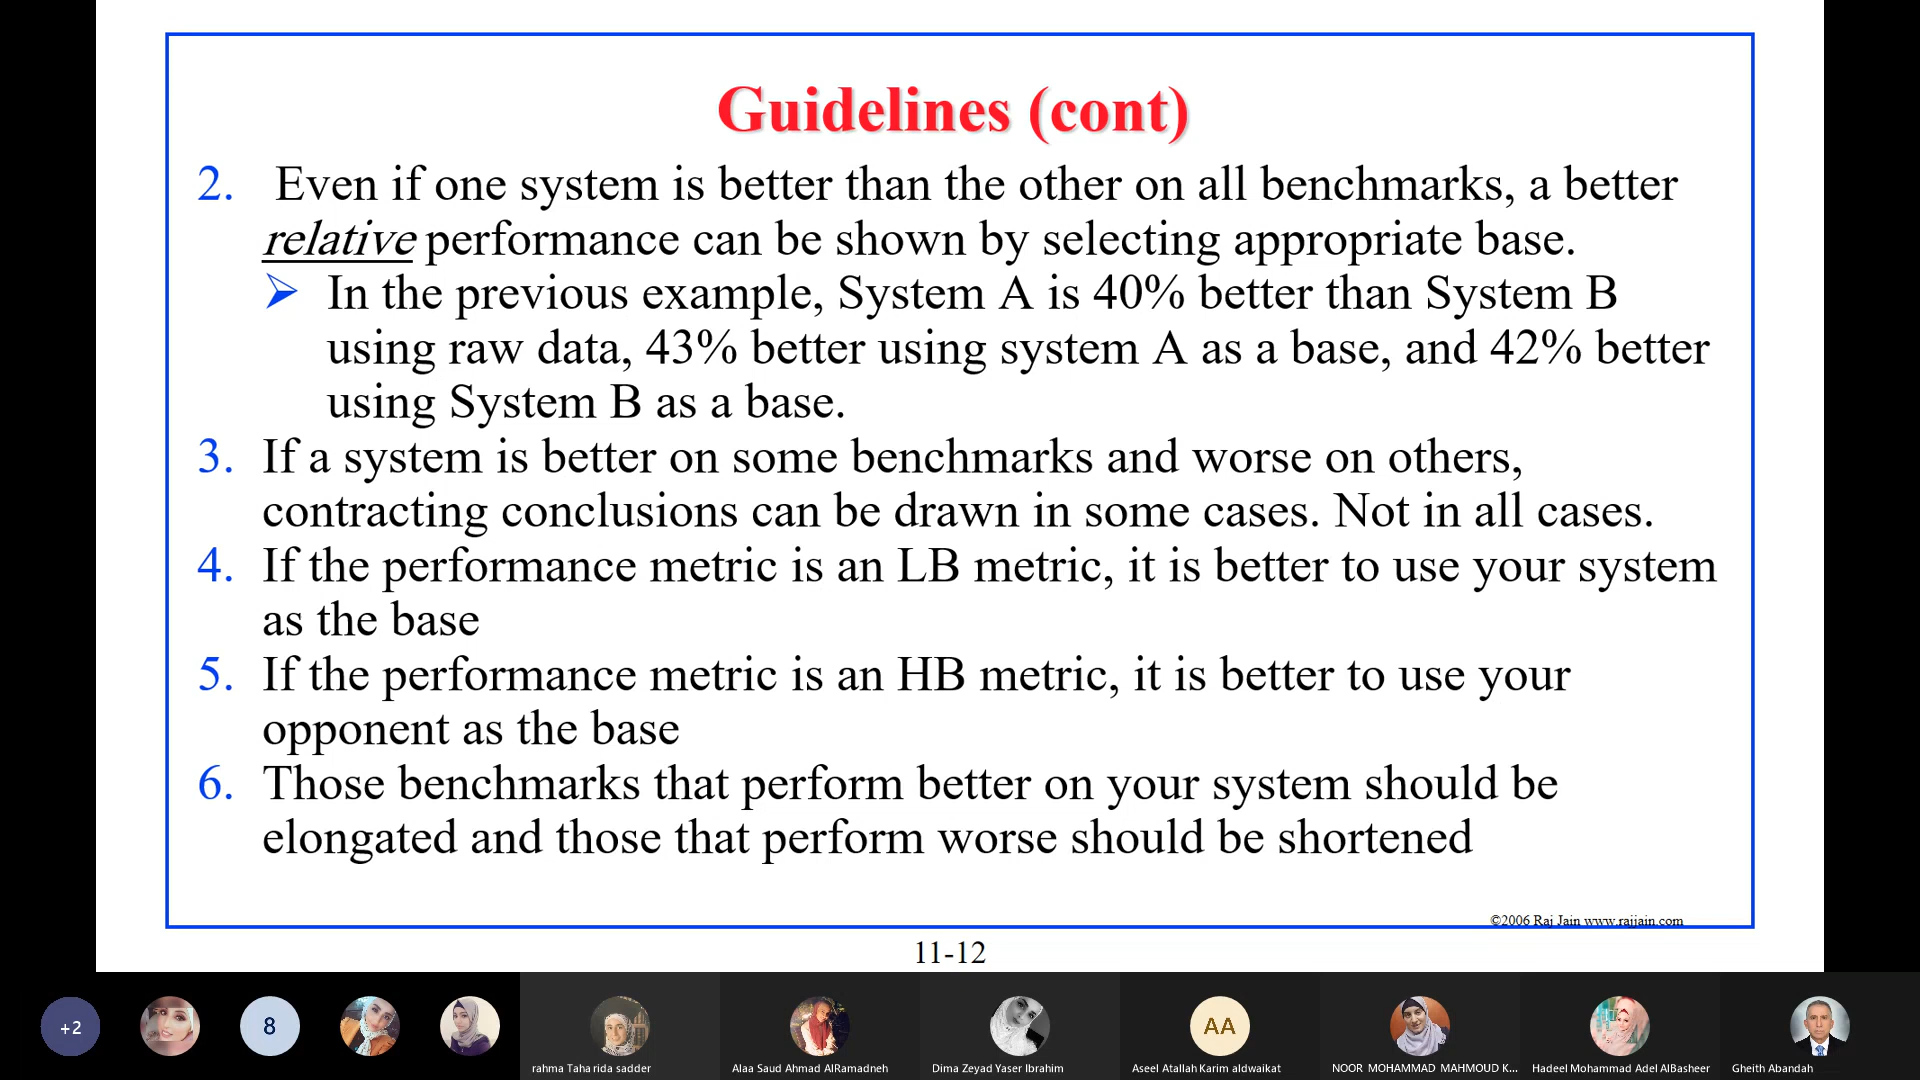 Guidelines (cont)
2. Even if one system is better than the other on all benchmarks, a better
relative performance can be shown by selecting appropriate base.
➢ In the previous example, System A is 40% better than System B
using raw data, 43% better using system A as a base, and 42% better
using System B as a base.
3. If a system is better on some benchmarks and worse on others,
contracting conclusions can be drawn in some cases. Not in all cases.
4. If the performance metric is an LB metric, it is better to use your system
as the base
5. If the performance metric is an HB metric, it is better to use your
opponent as the base
6. Those benchmarks that perform better on your system should be
elongated and those that perform worse should be shortened
©2006 Raj Jain www.rajjain.com
11-12
+2
8
AA
rahma Taha rida sadder
Alaa Saud Ahmad AlRamadneh
Dima Zeyad Yaser Ibrahim
Aseel Atallah Karim aldwaikat
NOOR MOHAMMAD MAHMOUD K...
Hadeel Mohammad Adel AlBasheer
Gheith Abandah